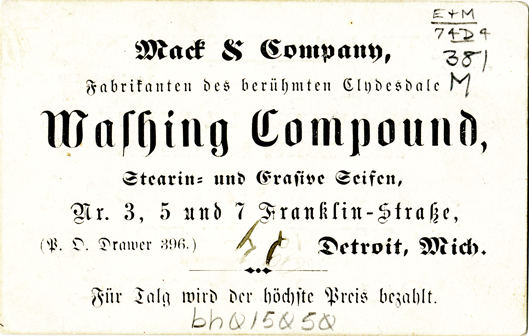 E+M
74D4
381
M
Mack & Company,
Fabrikanten des berühmten Clydesdale
Waſhing Compound,
Stearin= und Eraſive Seifen,
Nr. 3, 5 und 7 Franklin-Straße,
(P. O. Drawer 396.) Detroit, Mich.
Für Talg wird der höchſte Preis bezahlt.
bh015050